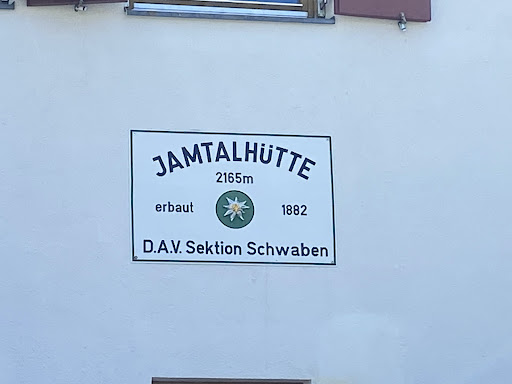 JAMTALHÜTTE
2165m
erbaut 1882
D.A.V. Sektion Schwaben